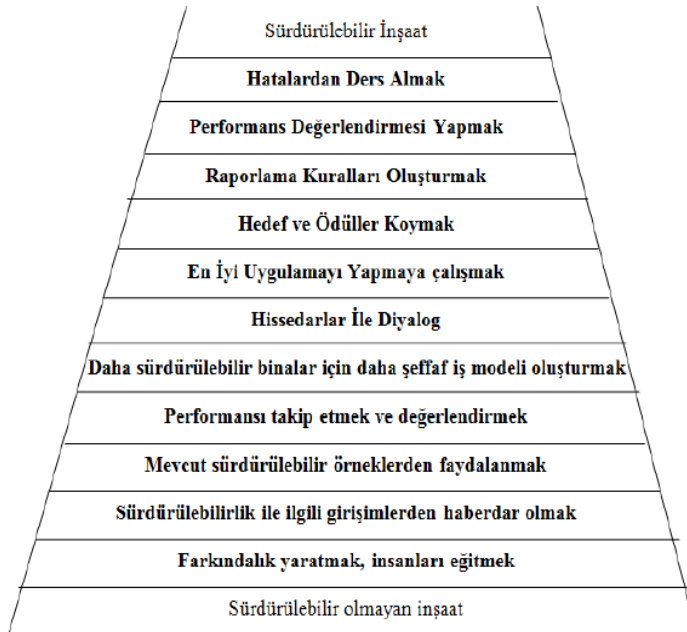 Sürdürülebilir İnşaat
Hatalardan Ders Almak
Performans Değerlendirmesi Yapmak
Raporlama Kuralları Oluşturmak
Hedef ve Ödüller Koymak
En İyi Uygulamayı Yapmaya çalışmak
Hissedarlar İle Diyalog
Daha sürdürülebilir binalar için daha şeffaf iş modeli oluşturmak
Performansı takip etmek ve değerlendirmek
Mevcut sürdürülebilir örneklerden faydalanmak
Sürdürülebilirlik ile ilgili girişimlerden haberdar olmak
Farkındalık yaratmak, insanları eğitmek
Sürdürülebilir olmayan inşaat